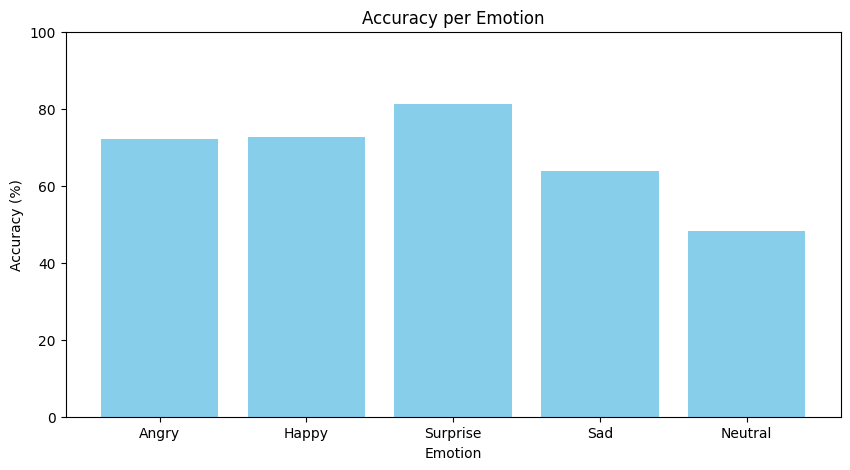 Accuracy per Emotion
100
80
60
40
20
0
Accuracy (%)
Angry
Happy
Surprise
Sad
Neutral
Emotion